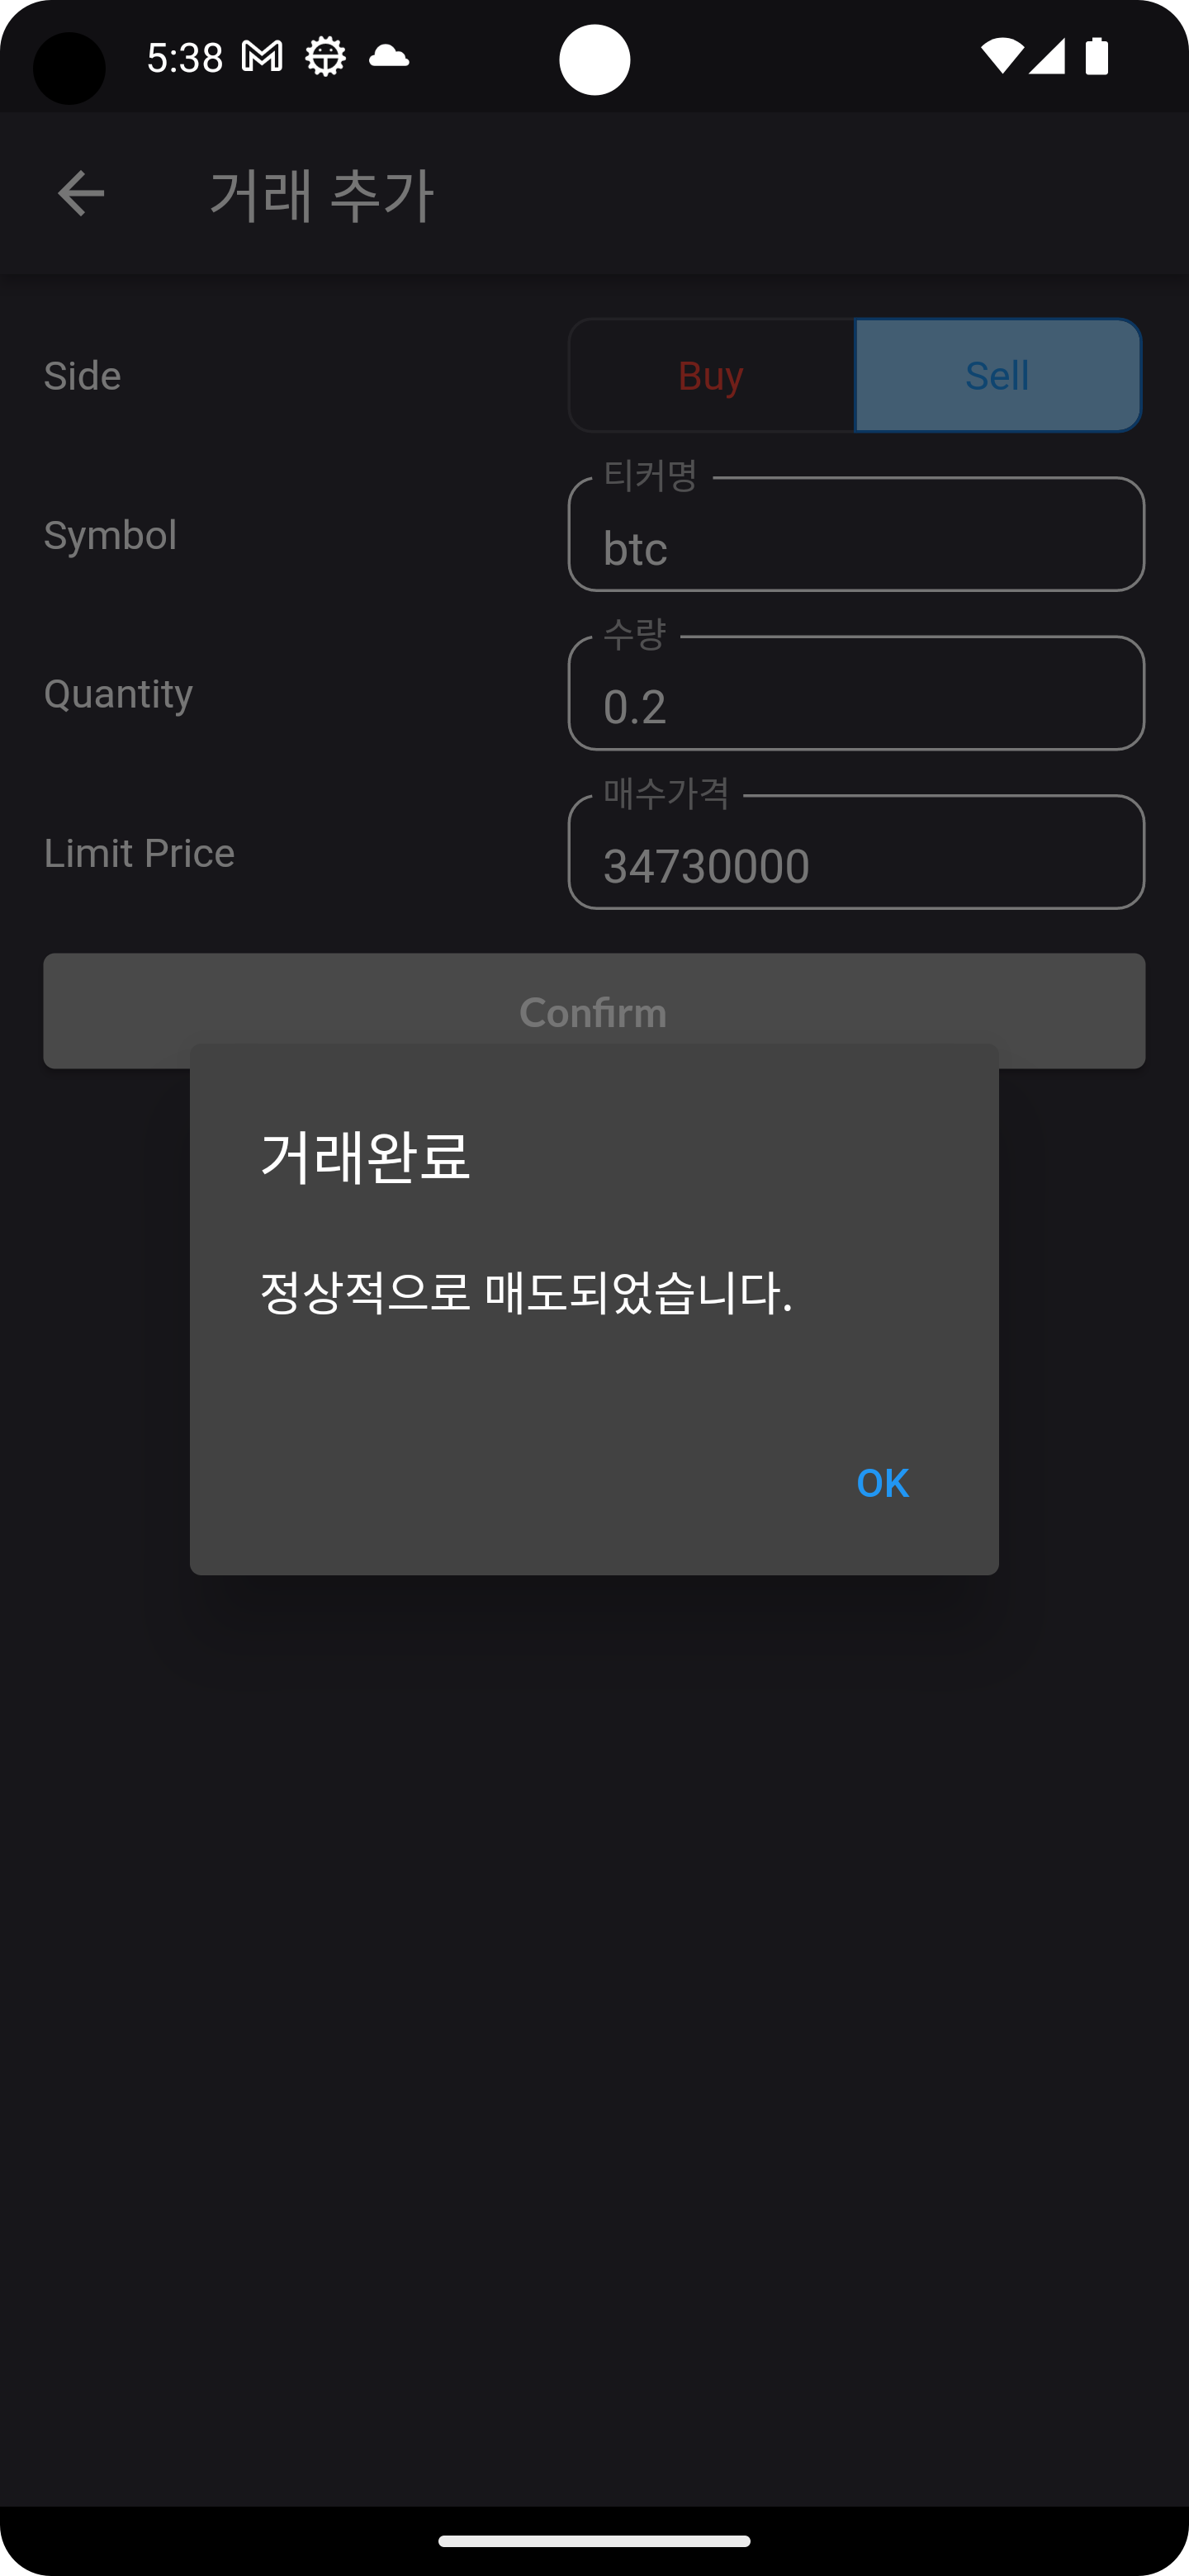 5:38
거래 추가
Side
Buy
Sell
Symbol
티커명
btc
Quantity
수량
0.2
Limit Price
매수가격
34730000
Confirm
거래완료
정상적으로 매도되었습니다.
OK